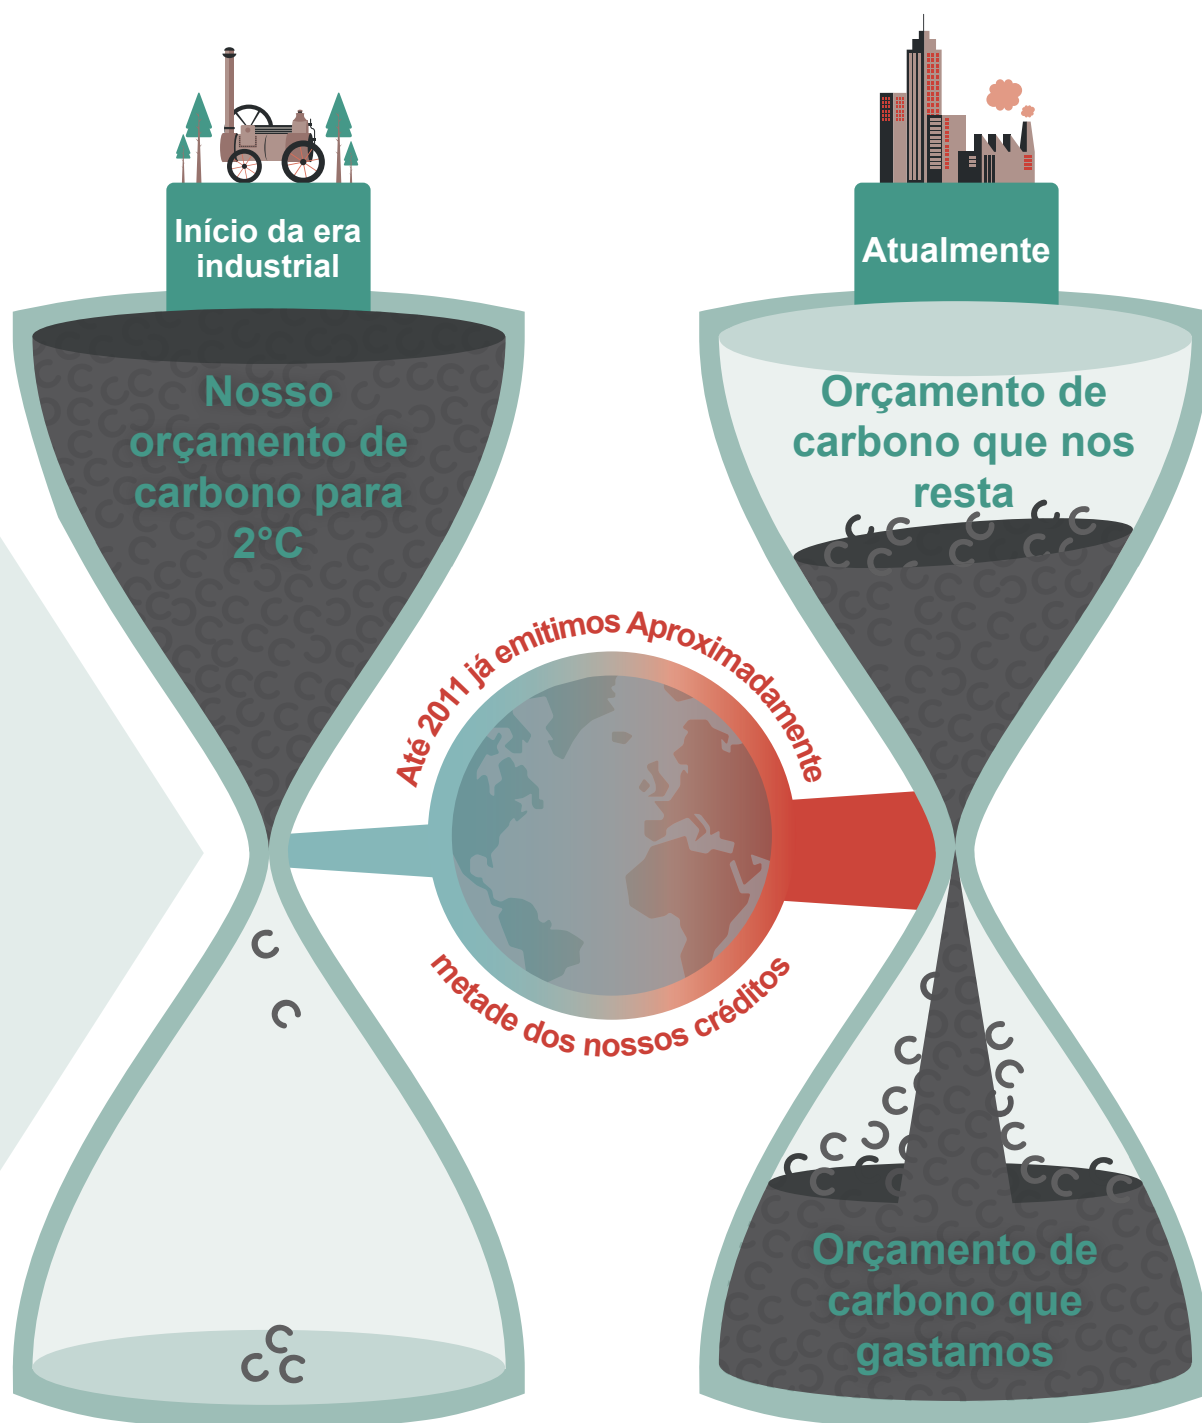 Início da era
industrial
Atualmente
Nosso
orçamento de
carbono para
2°C
Orçamento de
carbono que nos
resta
Até 2011 já emitimos Aproximadamente
metade dos nossos créditos
Orçamento de
carbono que
gastamos